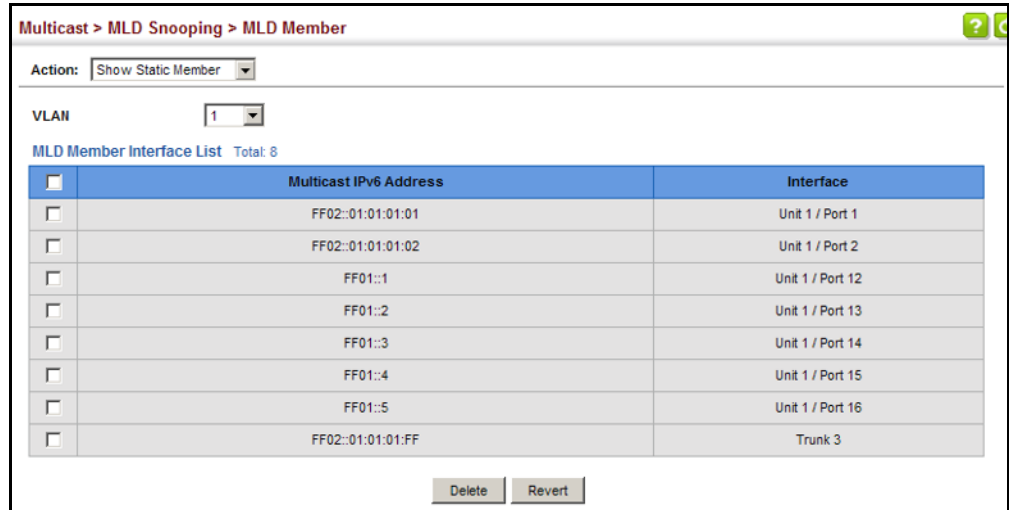 Multicast > MLD Snooping > MLD Member
?
Action: Show Static Member
VLAN 1
MLD Member Interface List Total: 8
Multicast IPv6 Address Interface
FF02::01:01:01:01 Unit 1 / Port 1
FF02::01:01:01:02 Unit 1 / Port 2
FF01::1 Unit 1 / Port 12
FF01::2 Unit 1 / Port 13
FF01::3 Unit 1 / Port 14
FF01::4 Unit 1 / Port 15
FF01::5 Unit 1 / Port 16
FF02::01:01:01:FF Trunk 3
Delete Revert